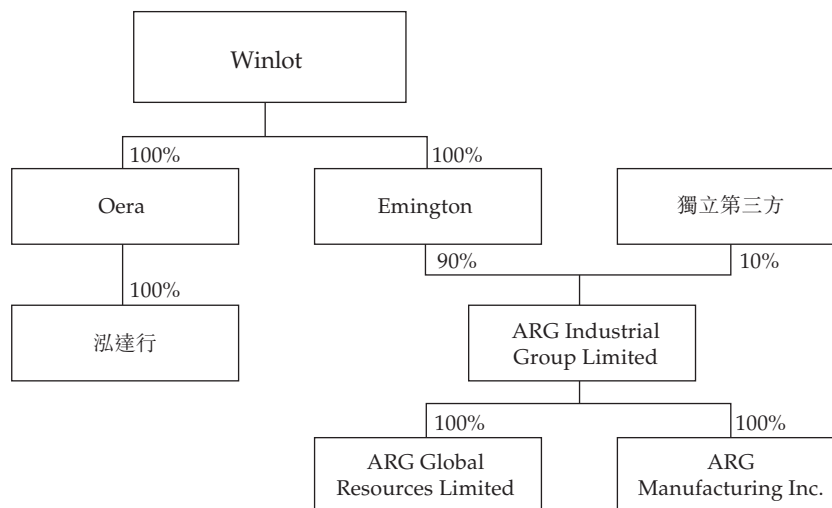 Winlot
100% 100%
Oera Emington 獨立第三方
100% 90% 10%
泓達行
ARG Industrial
Group Limited
100% 100%
ARG Global
Resources Limited
ARG
Manufacturing Inc.